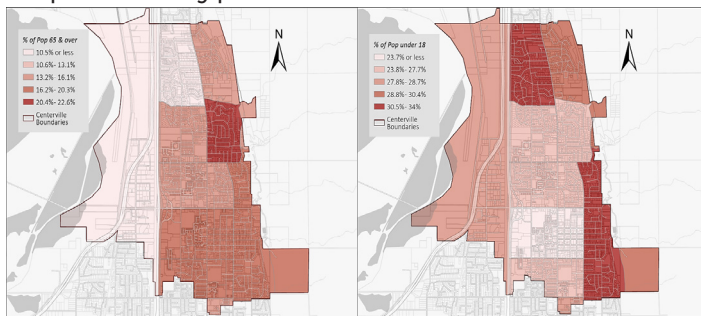 % of Pop 65 & over
10.5% or less
10.6%- 13.1%
13.2%- 16.1%
16.2%- 20.3%
20.4%- 22.6%
Centerville
Boundaries
N
% of Pop under 18
23.7% or less
23.8%- 27.7%
27.8%- 28.7%
28.8%- 30.4%
30.5%- 34%
Centerville
Boundaries
N